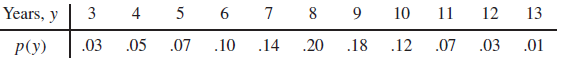 Years, y 3 4 5 6 7 8 9 10 11 12 13
p(y) .03 .05 .07 .10 .14 .20 .18 .12 .07 .03 .01